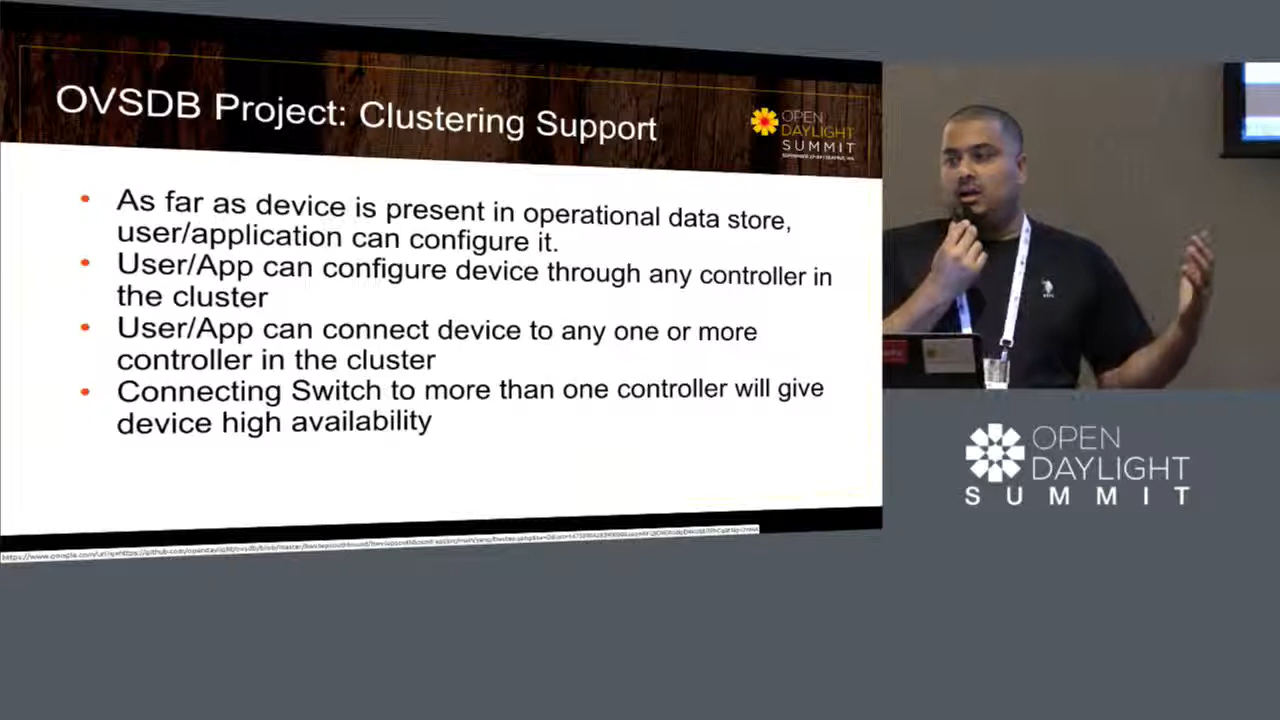 OVSDB Project: Clustering Support
OPEN
DAYLIGHT
SUMMIT
As far as device is present in operational data store,
user/application can configure it.
User/App can configure device through any controller in
the cluster
User/App can connect device to any one or more
controller in the cluster
Connecting Switch to more than one controller will give
device high availability
OPEN
DAYLIGHT
SUMMIT